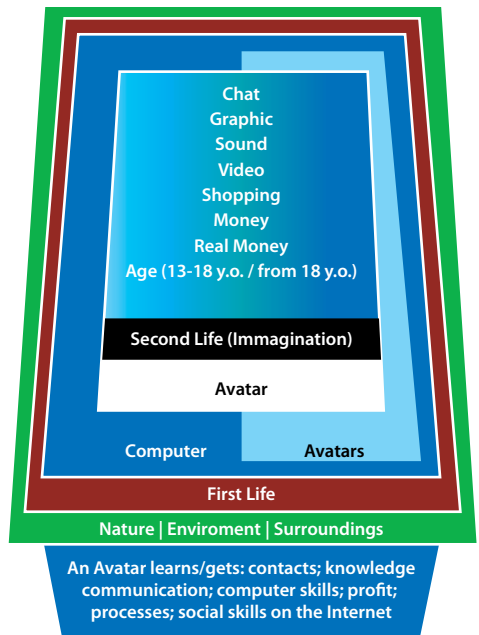 Chat
Graphic
Sound
Video
Shopping
Money
Real Money
Age (13-18 y.o. / from 18 y.o.)
Second Life (Immagination)
Avatar
Computer
Avatars
First Life
Nature | Enviroment | Surroundings
An Avatar learns/gets: contacts; knowledge
communication; computer skills; profit;
processes; social skills on the Internet